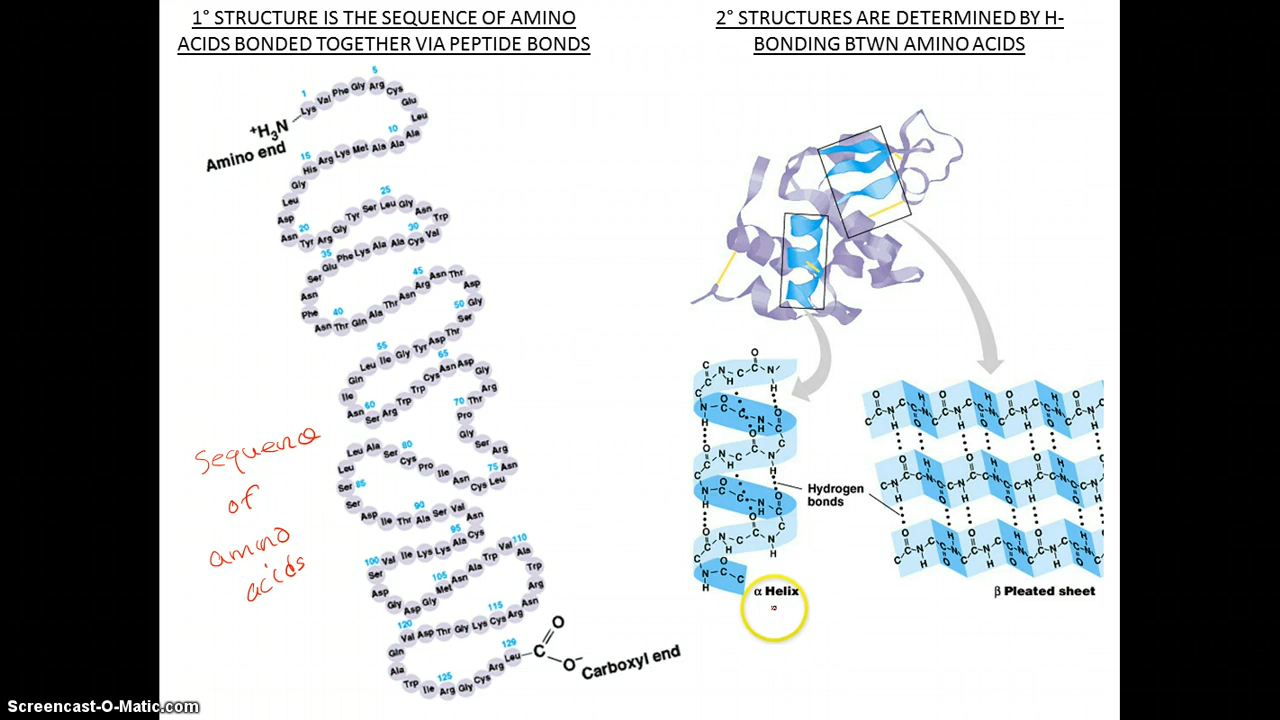 1° STRUCTURE IS THE SEQUENCE OF AMINO
ACIDS BONDED TOGETHER VIA PEPTIDE BONDS
+H3N
Amino end
1
5
Lys Val Phe Gly Arg Cys Glu Leu Ala
10
Ala Ala Met Lys Arg His
15
Gly Leu Asp Asn
20
Tyr Arg Gly Tyr Ser Leu Gly Asn Trp
25
Val Cys Ala Ala Lys Phe Glu Ser
30
35
Asn Phe Asn Thr Gln Ala Thr Asn Arg Asn Thr Asp
40
45
Gly Ser Thr Asp Tyr Gly Ile Leu Gln
50
55
Ile Asn Ser Arg Trp Trp Cys Asn Asp Gly
60
65
Arg Thr Pro Gly Ser Arg Asn
70
Leu Cys Asn Ile Pro Cys Ser Ala Leu
75
80
Leu Ser Ser Asp Ile Thr Ala Ser Val Asn
85
90
Cys Ala Lys Lys Ile Val Ser
95
100
Asp Gly Asp Gly Met Asn Ala Trp Val Ala
105
110
Trp Arg Asn Arg Cys Lys Gly Thr Asp Val
115
120
Gln Ala Trp Ile Arg Gly Cys Arg Leu
125
129
C
O
O-
Carboxyl end
Sequence
of
amino
acids
2° STRUCTURES ARE DETERMINED BY H-
BONDING BTWN AMINO ACIDS
Hydrogen
bonds
α Helix
β Pleated sheet
Screencast-O-Matic.com